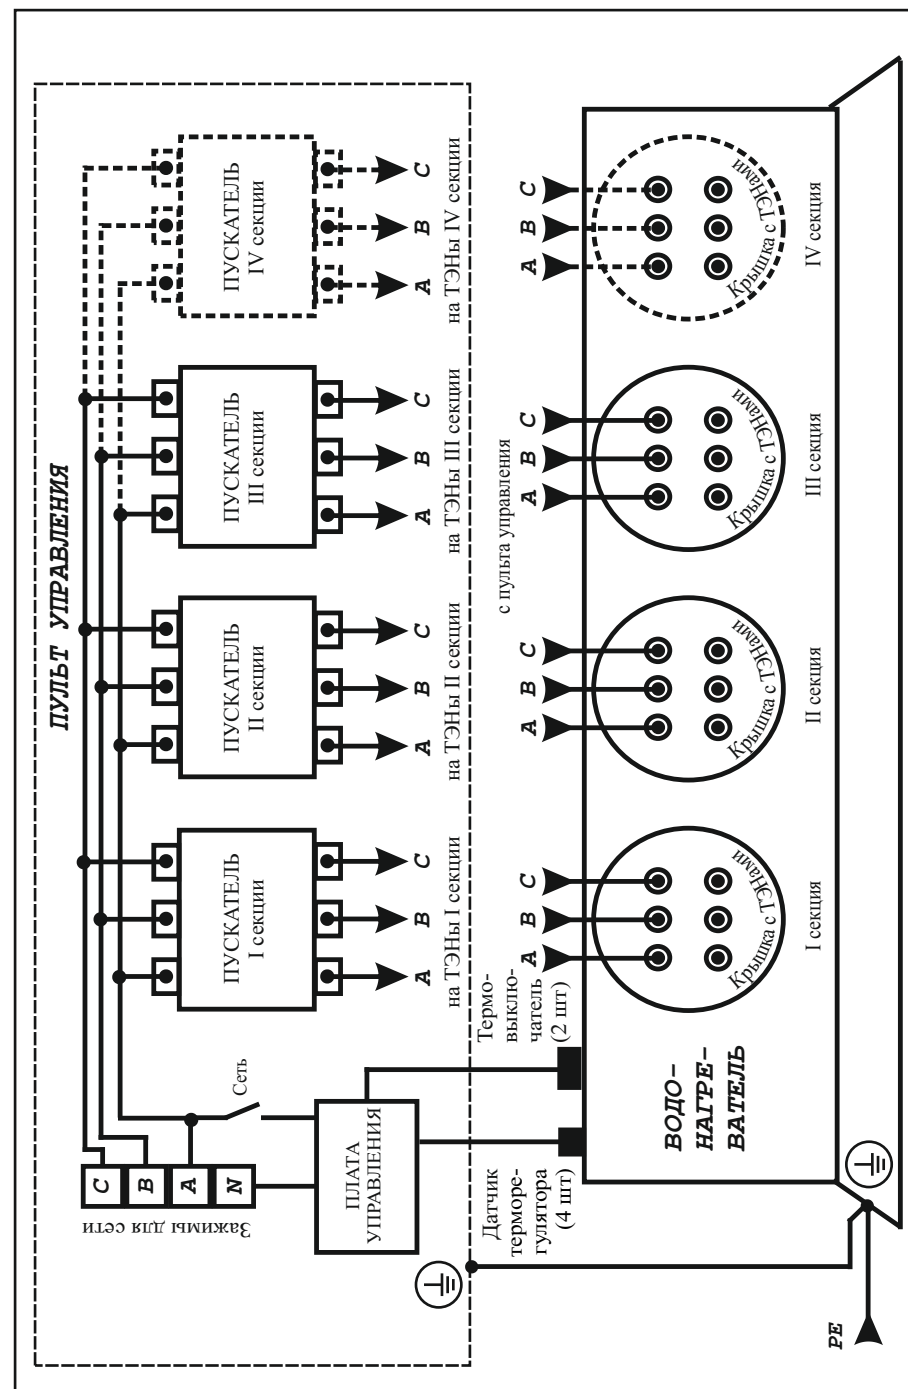 ПУЛЬТ УПРАВЛЕНИЯ
Зажимы для сети
C
B
A
N
Сеть
ПЛАТА
УПРАВЛЕНИЯ
ПУСКАТЕЛЬ
I секции
A
B
C
на ТЭНы I секции
ПУСКАТЕЛЬ
II секции
A
B
C
на ТЭНы II секции
ПУСКАТЕЛЬ
III секции
A
B
C
на ТЭНы III секции
ПУСКАТЕЛЬ
IV секции
A
B
C
на ТЭНы IV секции
Датчик
терморе-
гулятора
(4 шт)
Термо-
выклю-
чатель
(2 шт)
с пульта управления
A
B
C
Крышка с ТЭНами
I секция
A
B
C
Крышка с ТЭНами
II секция
A
B
C
Крышка с ТЭНами
III секция
A
B
C
Крышка с ТЭНами
IV секция
ВОДО-
НАГРЕ-
ВАТЕЛЬ
PE